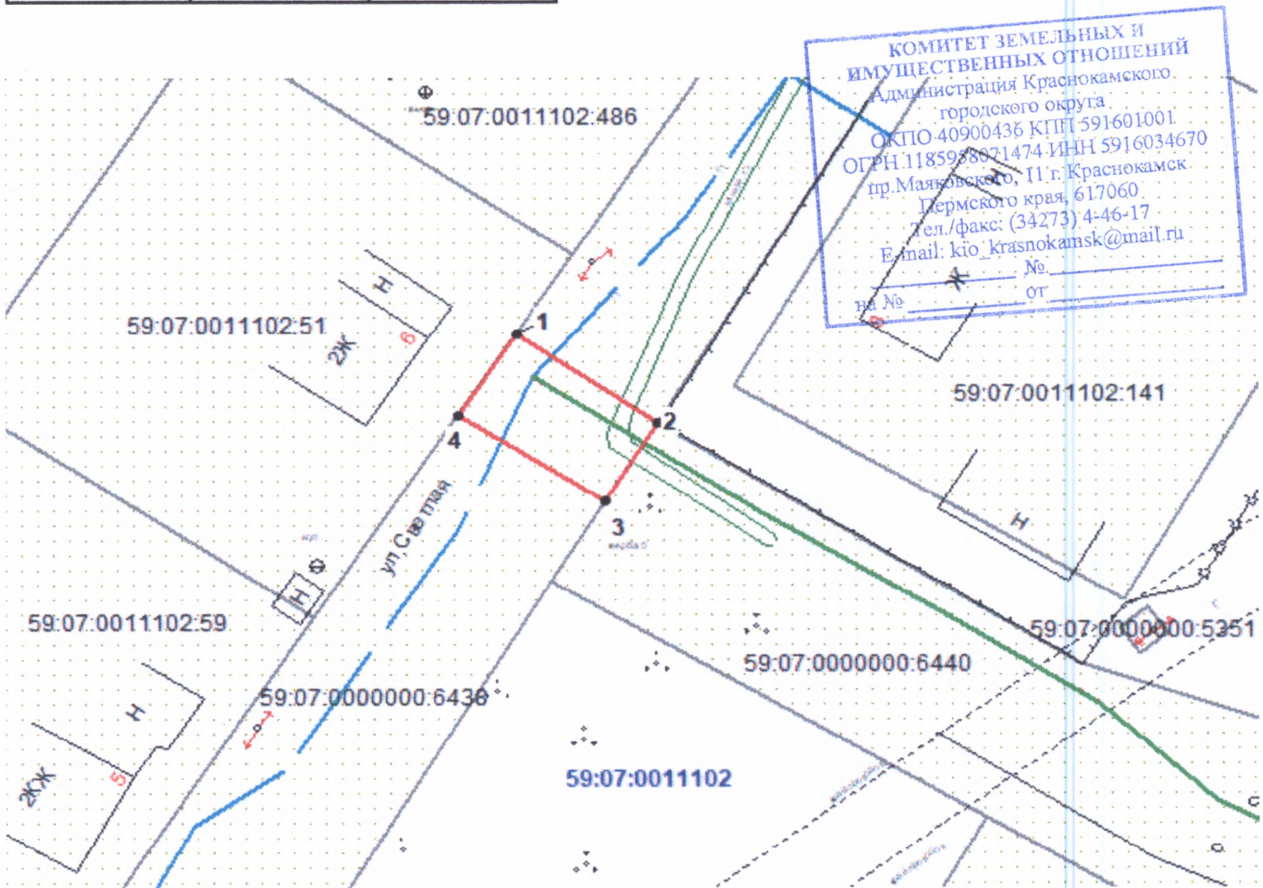 КОМИТЕТ ЗЕМЕЛЬНЫХ И
ИМУЩЕСТВЕННЫХ ОТНОШЕНИЙ
Администрация Краснокамского
городского округа
ОКПО 40900436 КПП 591601001
ОГРН 1185958071474 ИНН 5916034670
пр.Маяковского, 11 г. Краснокамск
Пермского края, 617060
Тел./факс: (34273) 4-46-17
E-mail: kio_krasnokamsk@mail.ru
№
на № от
59:07:0011102:486
Н
Ж
8
59:07:0011102:51
Н
2Ж
6
1
2
3
4
59:07:0011102:141
Н
ул.Светлая
Н
59:07:0011102:59
59:07:0000000:5351
59:07:0000000:6440
59:07:0000000:6438
Н
2КЖ
5
59:07:0011102